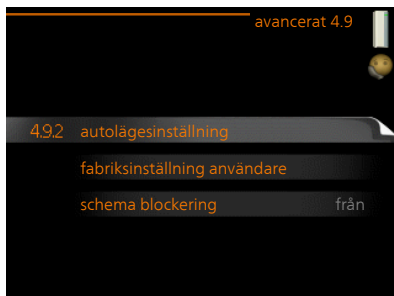 avancerat 4.9
4.9.2 autolägesinställning
fabriksinställning användare
schema blockering från